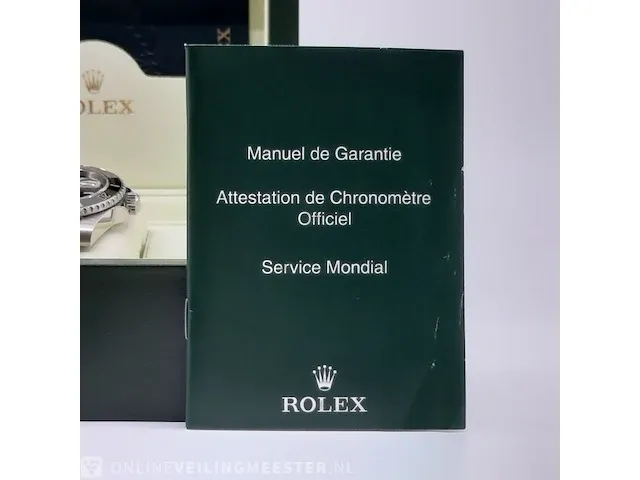 ROLEX
Manuel de Garantie
Attestation de Chronomètre
Officiel
Service Mondial
ROLEX
ONLINEVEILINGMEESTER.NL